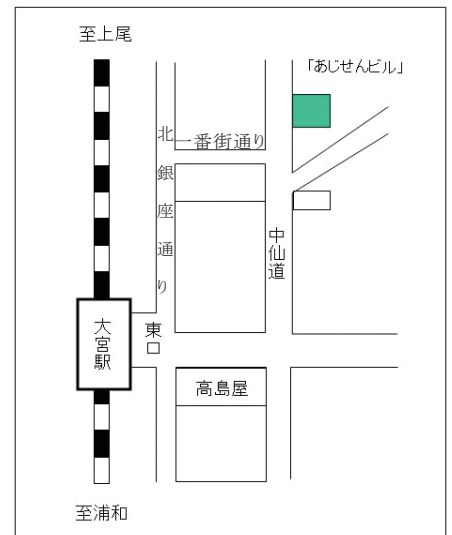 至上尾
「あじせんビル」
一番街通り
北銀座通り
中仙道
大宮駅
東口
高島屋
至浦和